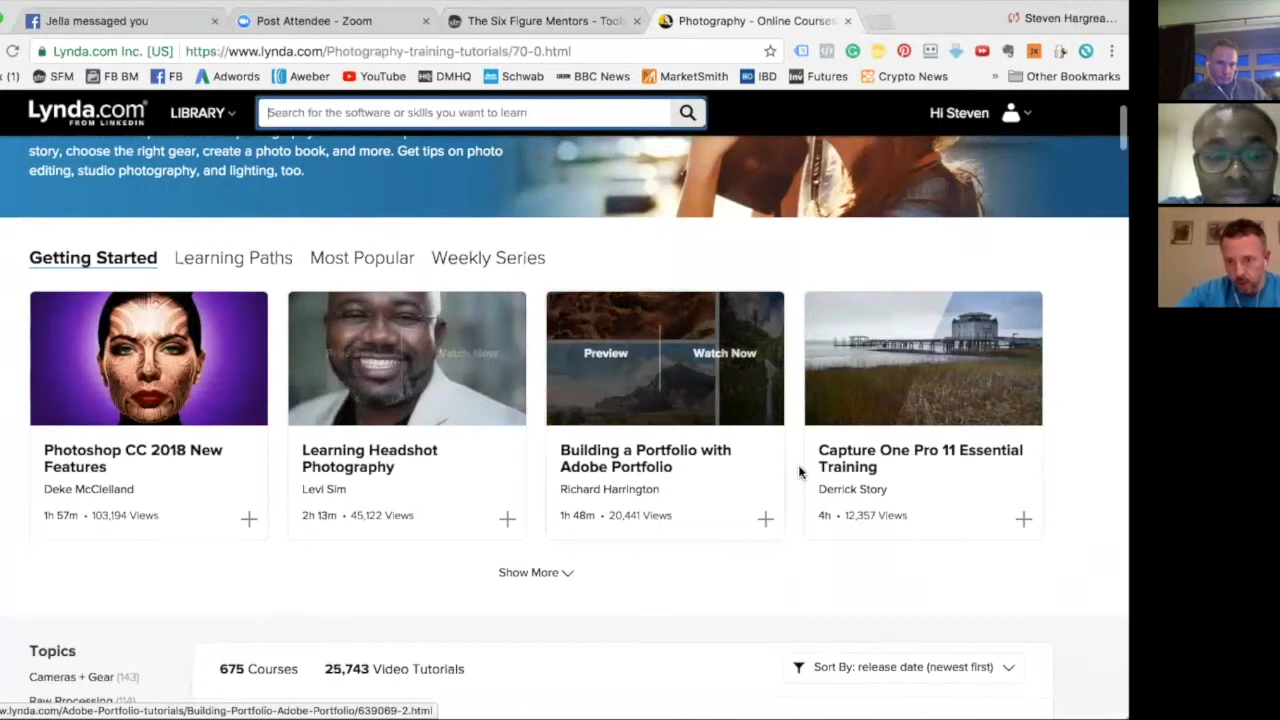 Jella messaged you
Post Attendee - Zoom
The Six Figure Mentors - Tool
Photography - Online Courses
Steven Hargrea...
Lynda.com Inc. [US]
https://www.lynda.com/Photography-training-tutorials/70-0.html
(1)
SFM
FB BM
FB
Adwords
Aweber
YouTube
DMHQ
Schwab
BBC News
MarketSmith
IBD
Futures
Crypto News
»
Other Bookmarks
Lynda.com
FROM LINKEDIN
LIBRARY
Search for the software or skills you want to learn
Hi Steven
story, choose the right gear, create a photo book, and more. Get tips on photo
editing, studio photography, and lighting, too.
Getting Started
Learning Paths
Most Popular
Weekly Series
Preview
Watch Now
Preview
Watch Now
Photoshop CC 2018 New
Features
Deke McClelland
1h 57m • 103,194 Views
Learning Headshot
Photography
Levi Sim
2h 13m • 45,122 Views
Building a Portfolio with
Adobe Portfolio
Richard Harrington
1h 48m • 20,441 Views
Capture One Pro 11 Essential
Training
Derrick Story
4h • 12,357 Views
Show More
Topics
Cameras + Gear (143)
Raw Processing (114)
675 Courses
25,743 Video Tutorials
Sort By: release date (newest first)
w.lynda.com/Adobe-Portfolio-tutorials/Building-Portfolio-Adobe-Portfolio/639069-2.html